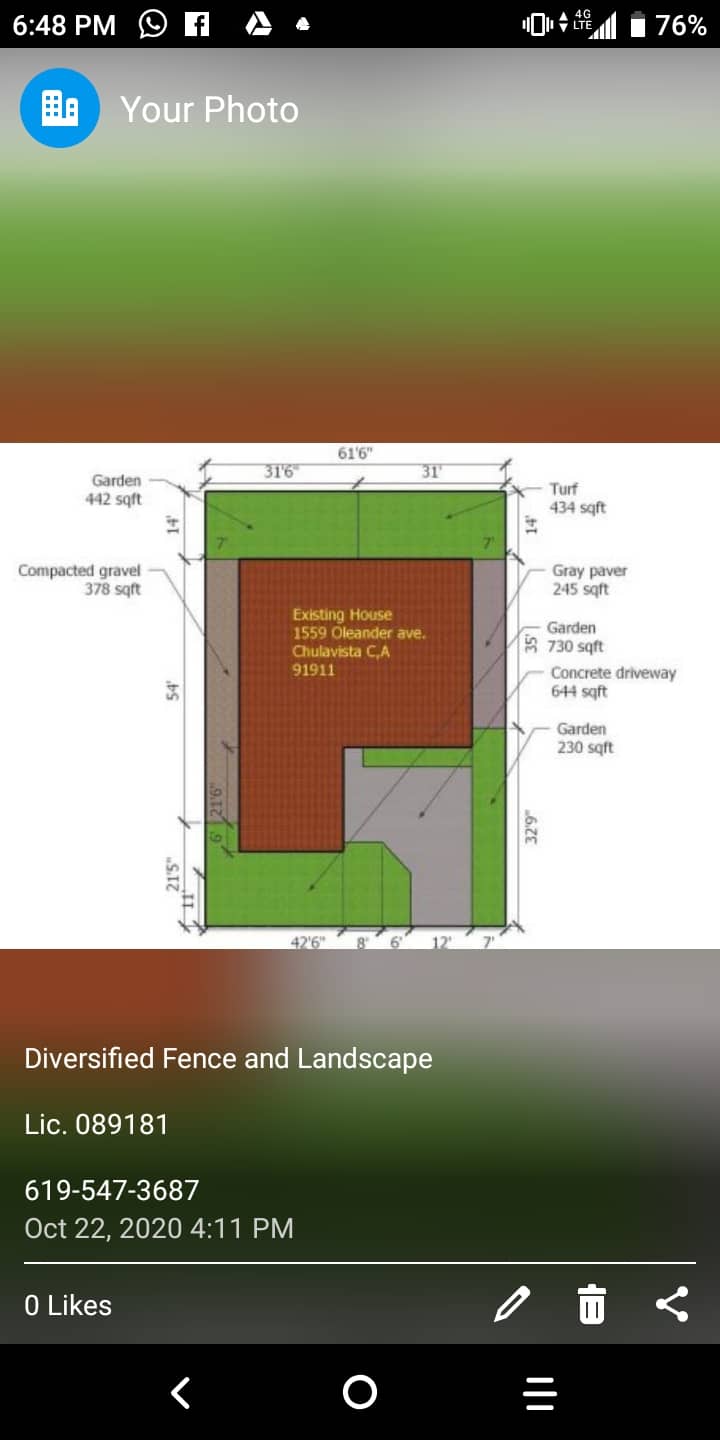 6:48 PM
4G
LTE
76%
Your Photo
61'6"
31'6"
31'
Garden
442 sqft
Turf
434 sqft
14'
14'
7'
7'
Compacted gravel
378 sqft
Gray paver
245 sqft
Existing House
1559 Oleander ave.
Chulavista C,A
91911
Garden
730 sqft
35'
Concrete driveway
644 sqft
54'
Garden
230 sqft
21'6"
6'
32'9"
21'5"
11'
42'6"
8'
6'
12'
7'
Diversified Fence and Landscape
Lic. 089181
619-547-3687
Oct 22, 2020 4:11 PM
0 Likes